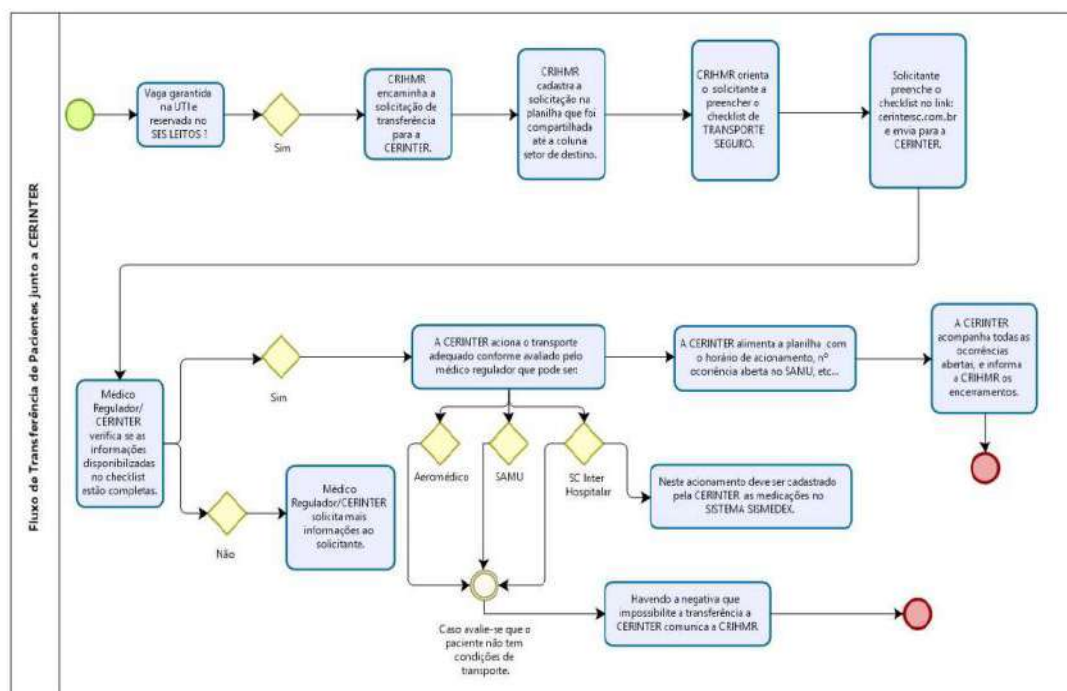 Fluxo de Transferência de Pacientes junto a CERINTER
Vaga garantida
na UTI e
reservada no
SES LEITOS ?
Sim
CRIHMR
encaminha a
solicitação de
transferência
para a
CERINTER.
CRIHMR
cadastra a
solicitação na
planilha que foi
compartilhada
até a coluna
setor de destino.
CRIHMR orienta
o solicitante a
preencher o
checklist de
TRANSPORTE
SEGURO.
Solicitante
preenche o
checklist no link:
cerintersc.com.br
e envia para a
CERINTER.
Médico
Regulador/
CERINTER
verifica se as
informações
disponibilizadas
no checklist
estão completas.
Sim
Não
Médico
Regulador/CERINTER
solicita mais
informações ao
solicitante.
A CERINTER aciona o transporte
adequado conforme avaliado pelo
médico regulador que pode ser:
Aeromédico
SAMU
SC Inter
Hospitalar
A CERINTER alimenta a planilha com
o horário de acionamento, nº
ocorrência aberta no SAMU, etc...
A CERINTER
acompanha todas as
ocorrências
abertas, e informa
a CRIHMR os
encerramentos.
Neste acionamento deve ser cadastrado
pela CERINTER as medicações no
SISTEMA SISMEDEX.
Caso avalie-se que o
paciente não tem
condições de
transporte.
Havendo a negativa que
impossibilite a transferência a
CERINTER comunica a CRIHMR